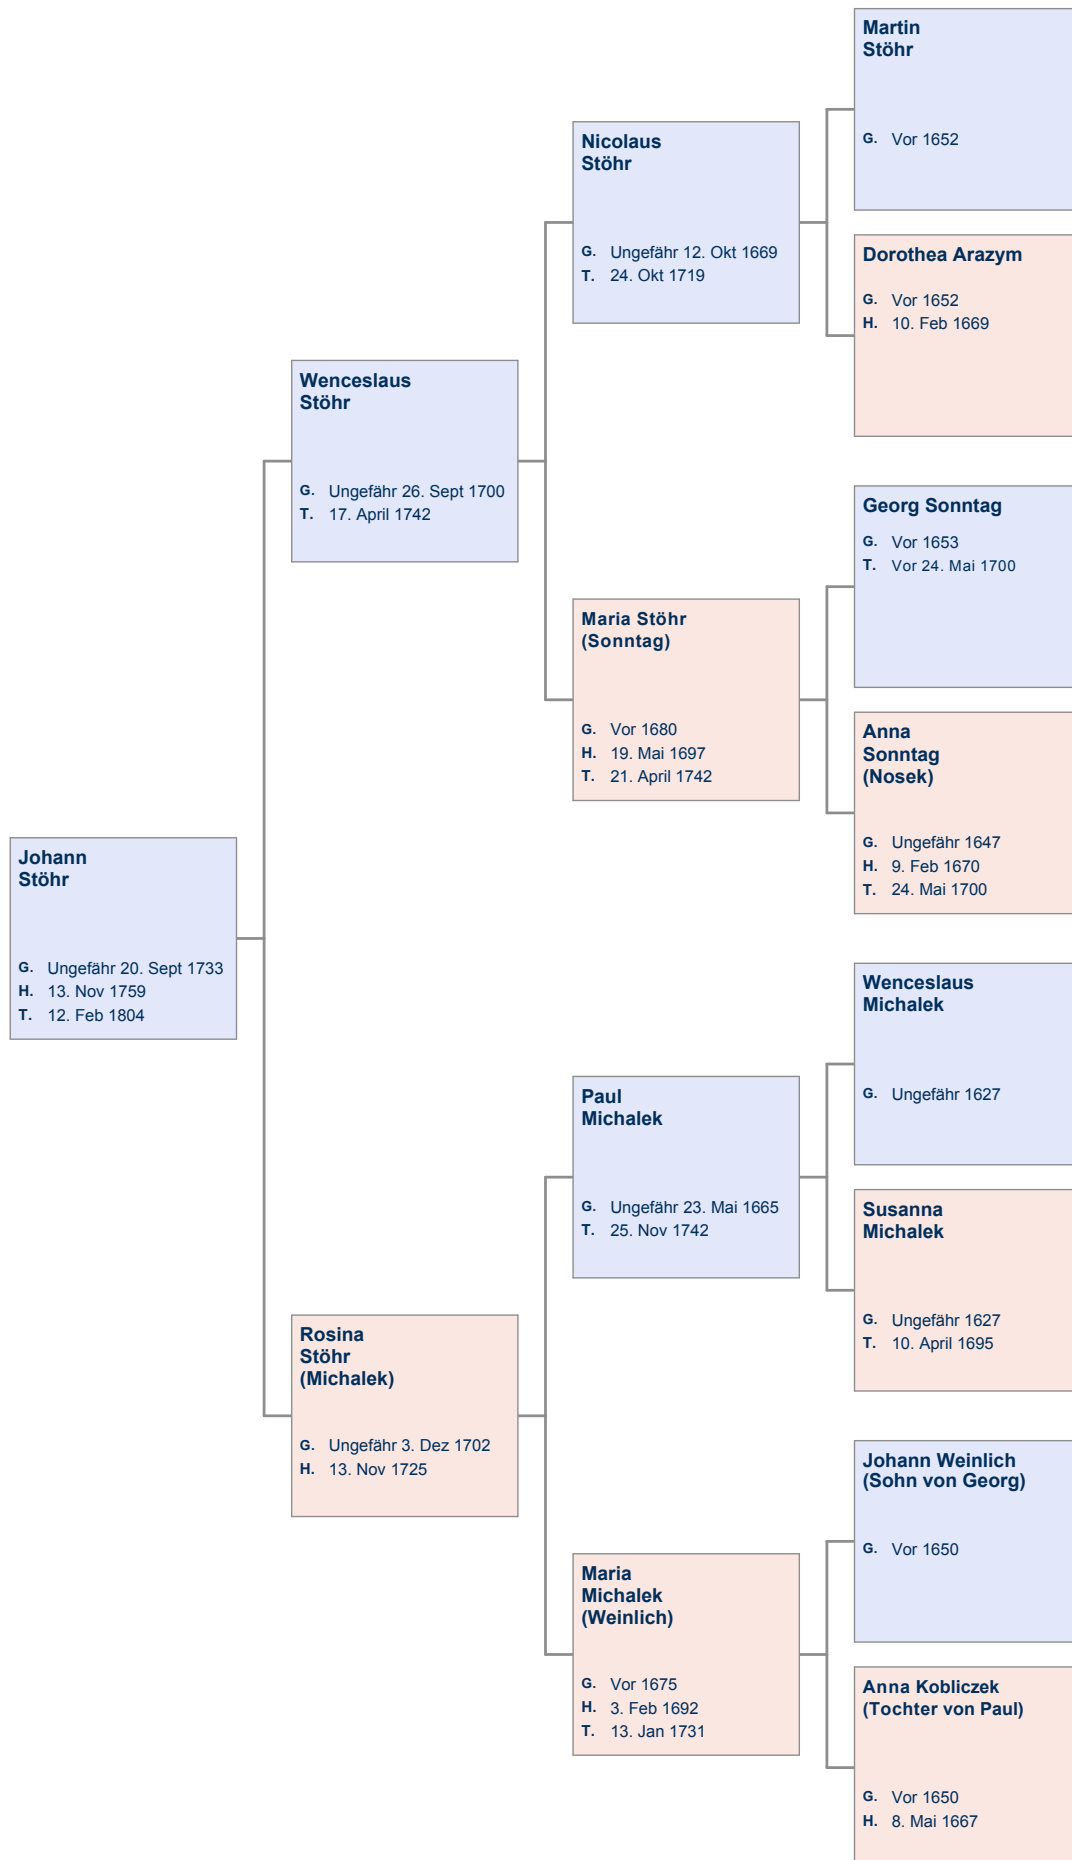 Martin
Stöhr
G. Vor 1652
Nicolaus
Stöhr
G. Ungefähr 12. Okt 1669
T. 24. Okt 1719
Dorothea Arazym
G. Vor 1652
H. 10. Feb 1669
Wenceslaus
Stöhr
G. Ungefähr 26. Sept 1700
T. 17. April 1742
Georg Sonntag
G. Vor 1653
T. Vor 24. Mai 1700
Maria Stöhr
(Sonntag)
G. Vor 1680
H. 19. Mai 1697
T. 21. April 1742
Anna
Sonntag
(Nosek)
G. Ungefähr 1647
H. 9. Feb 1670
T. 24. Mai 1700
Johann
Stöhr
G. Ungefähr 20. Sept 1733
H. 13. Nov 1759
T. 12. Feb 1804
Wenceslaus
Michalek
G. Ungefähr 1627
Paul
Michalek
G. Ungefähr 23. Mai 1665
T. 25. Nov 1742
Susanna
Michalek
G. Ungefähr 1627
T. 10. April 1695
Rosina
Stöhr
(Michalek)
G. Ungefähr 3. Dez 1702
H. 13. Nov 1725
Johann Weinlich
(Sohn von Georg)
G. Vor 1650
Maria
Michalek
(Weinlich)
G. Vor 1675
H. 3. Feb 1692
T. 13. Jan 1731
Anna Kobliczek
(Tochter von Paul)
G. Vor 1650
H. 8. Mai 1667